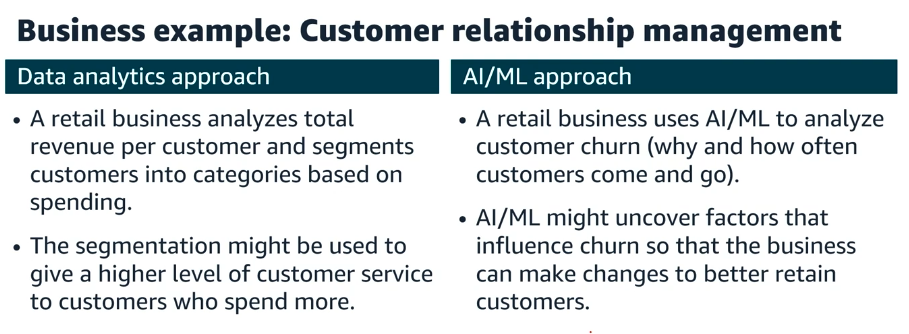 Business example: Customer relationship management
Data analytics approach
• A retail business analyzes total
revenue per customer and segments
customers into categories based on
spending.
• The segmentation might be used to
give a higher level of customer service
to customers who spend more.
AI/ML approach
• A retail business uses AI/ML to analyze
customer churn (why and how often
customers come and go).
• AI/ML might uncover factors that
influence churn so that the business
can make changes to better retain
customers.